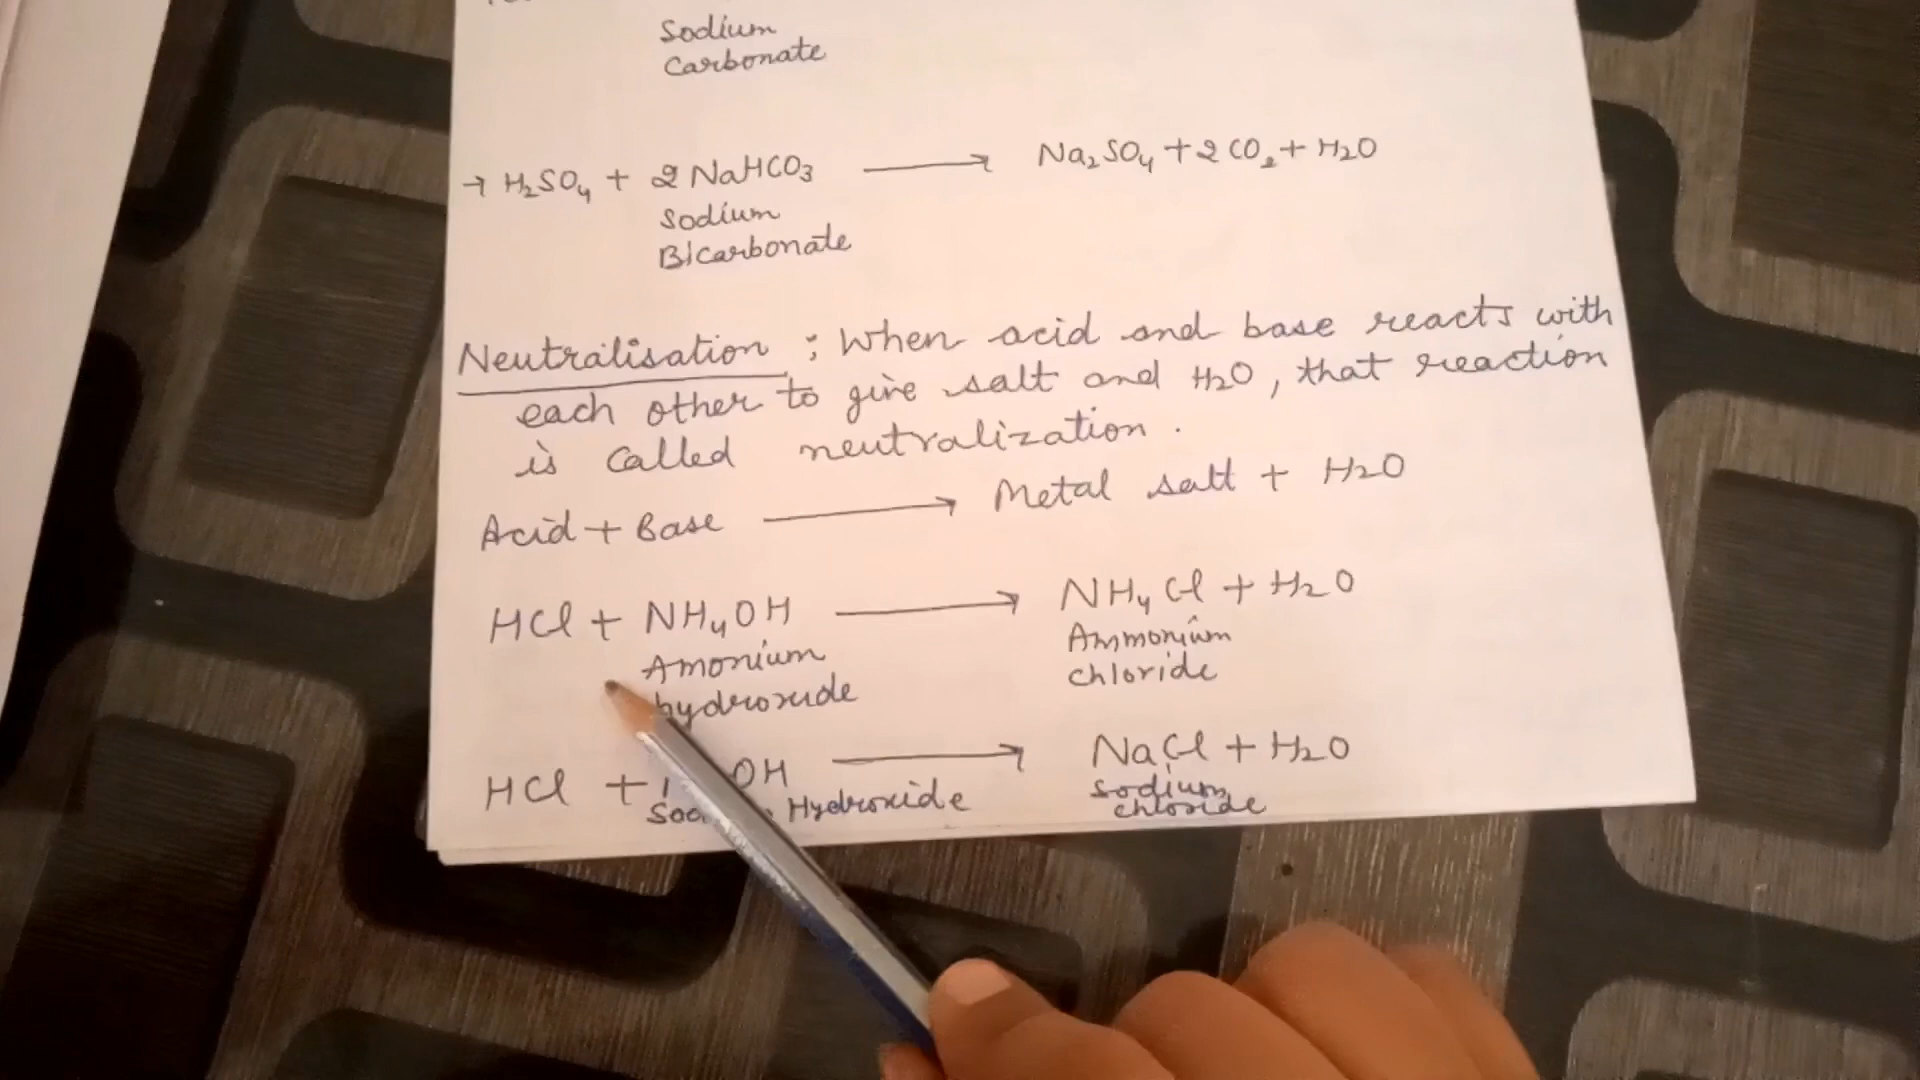 Sodium
Carbonate
→ H₂SO₄ + 2 NaHCO₃ ⟶ Na₂SO₄ + 2 CO₂ + H₂O
Sodium
Bicarbonate
Neutralisation : When acid and base reacts with
each other to give salt and H₂O, that reaction
is called neutralization.
Acid + Base ⟶ Metal salt + H₂O
HCl + NH₄OH ⟶ NH₄Cl + H₂O
Amonium
hydroxide
Ammonium
chloride
HCl + OH ⟶ NaCl + H₂O
Hydroxide
Sodium
chloride